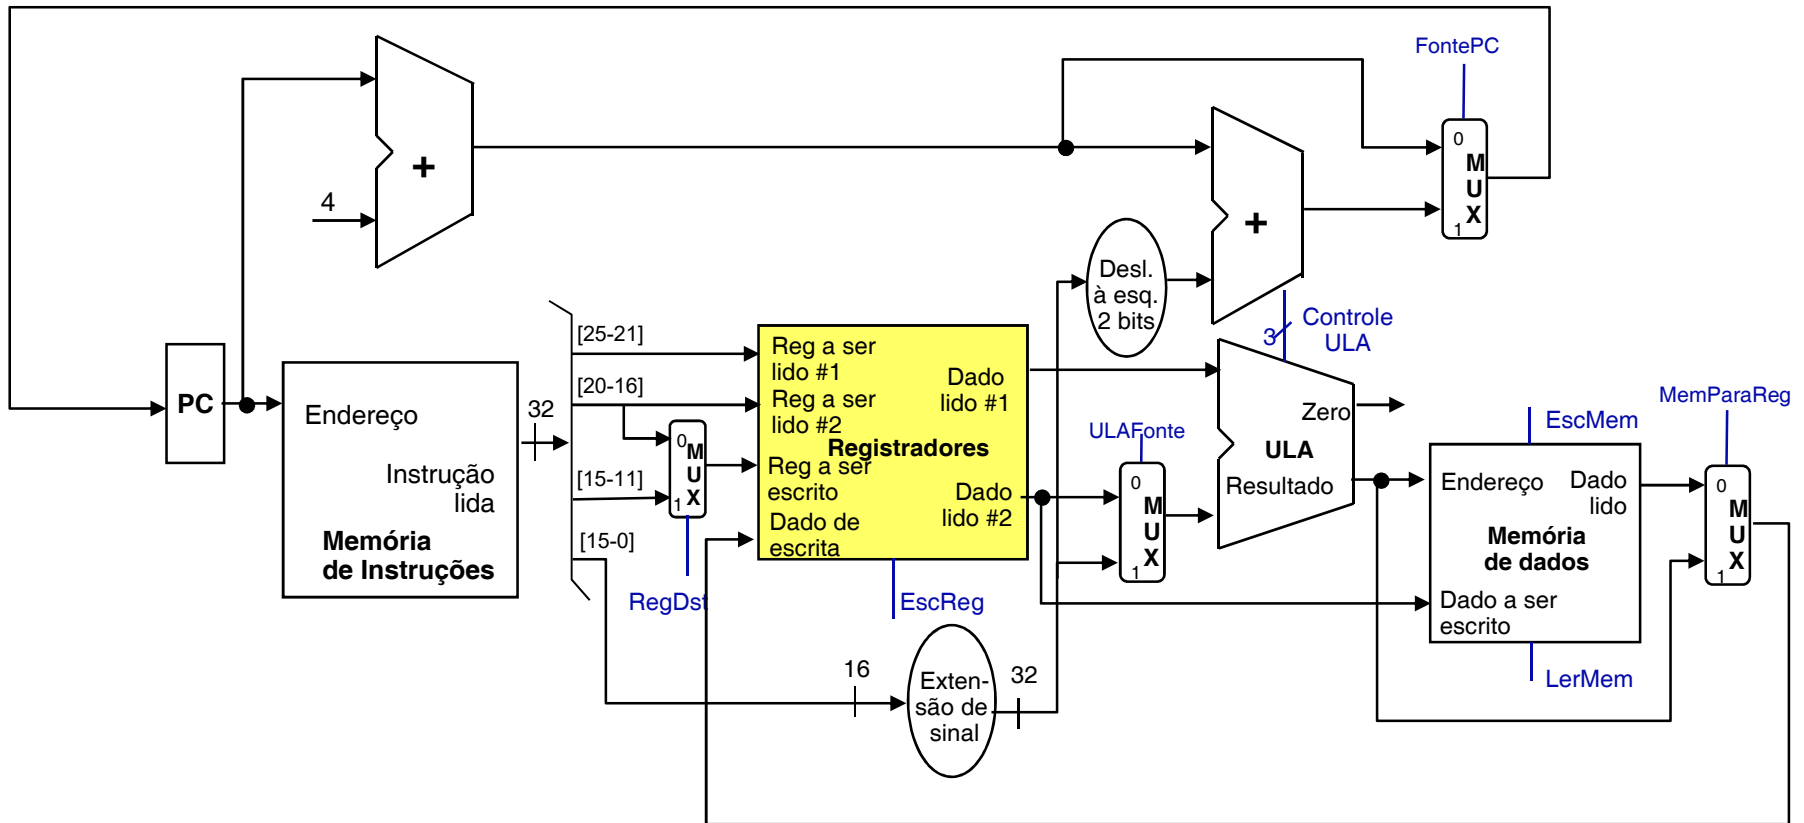 FontePC
0
M
U
X
1
+
4
+
Desl.
à esq.
2 bits
3
Controle
ULA
PC
Endereço
Instrução
lida
Memória
de Instruções
32
[25-21]
[20-16]
[15-11]
[15-0]
0
M
U
X
1
RegDst
Reg a ser
lido #1
Reg a ser
lido #2
Registradores
Reg a ser
escrito
Dado de
escrita
Dado
lido #1
Dado
lido #2
EscReg
16
Exten-
são de
sinal
32
ULAFonte
0
M
U
X
1
Zero
ULA
Resultado
EscMem
Endereço
Dado
lido
Memória
de dados
Dado a ser
escrito
LerMem
MemParaReg
0
M
U
X
1